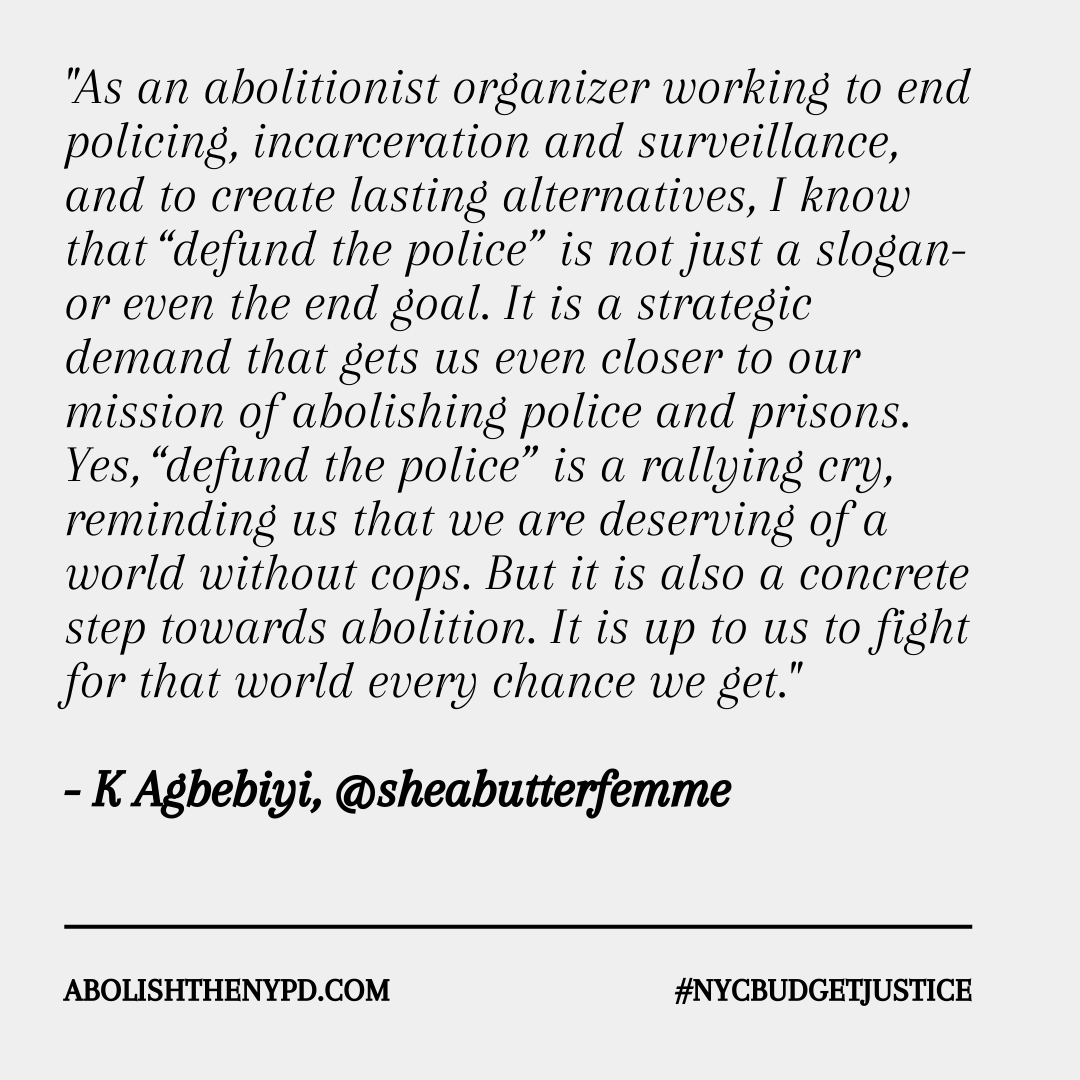 "As an abolitionist organizer working to end
policing, incarceration and surveillance,
and to create lasting alternatives, I know
that “defund the police” is not just a slogan-
or even the end goal. It is a strategic
demand that gets us even closer to our
mission of abolishing police and prisons.
Yes, “defund the police” is a rallying cry,
reminding us that we are deserving of a
world without cops. But it is also a concrete
step towards abolition. It is up to us to fight
for that world every chance we get."
- K Agbebiyi, @sheabutterfemme
ABOLISHTHENYPD.COM
#NYCBUDGETJUSTICE